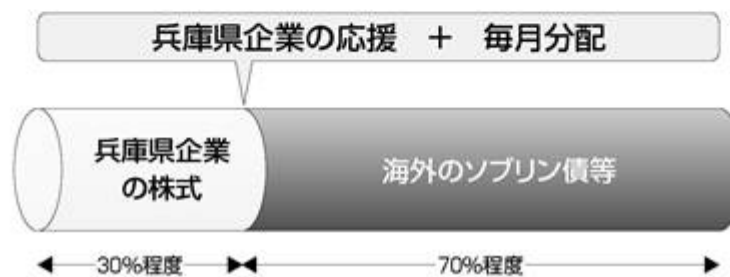 兵庫県企業の応援 + 毎月分配
兵庫県企業
の株式
海外のソブリン債等
30%程度
70%程度